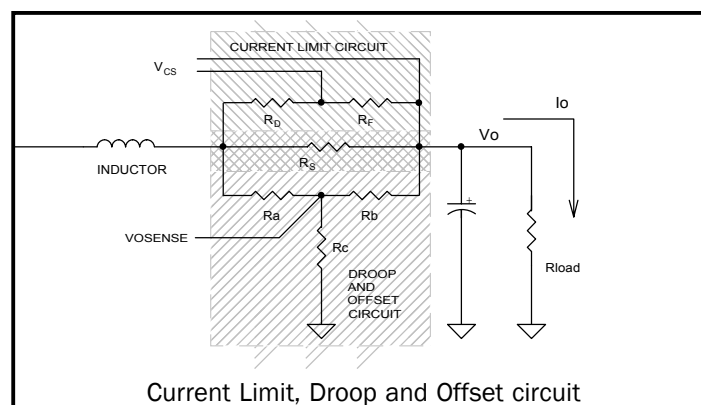 CURRENT LIMIT CIRCUIT
VCS
RD
RF
Io
Vo
RS
INDUCTOR
Ra
Rb
+
VOSENSE
Rc
Rload
DROOP
AND
OFFSET
CIRCUIT
Current Limit, Droop and Offset circuit